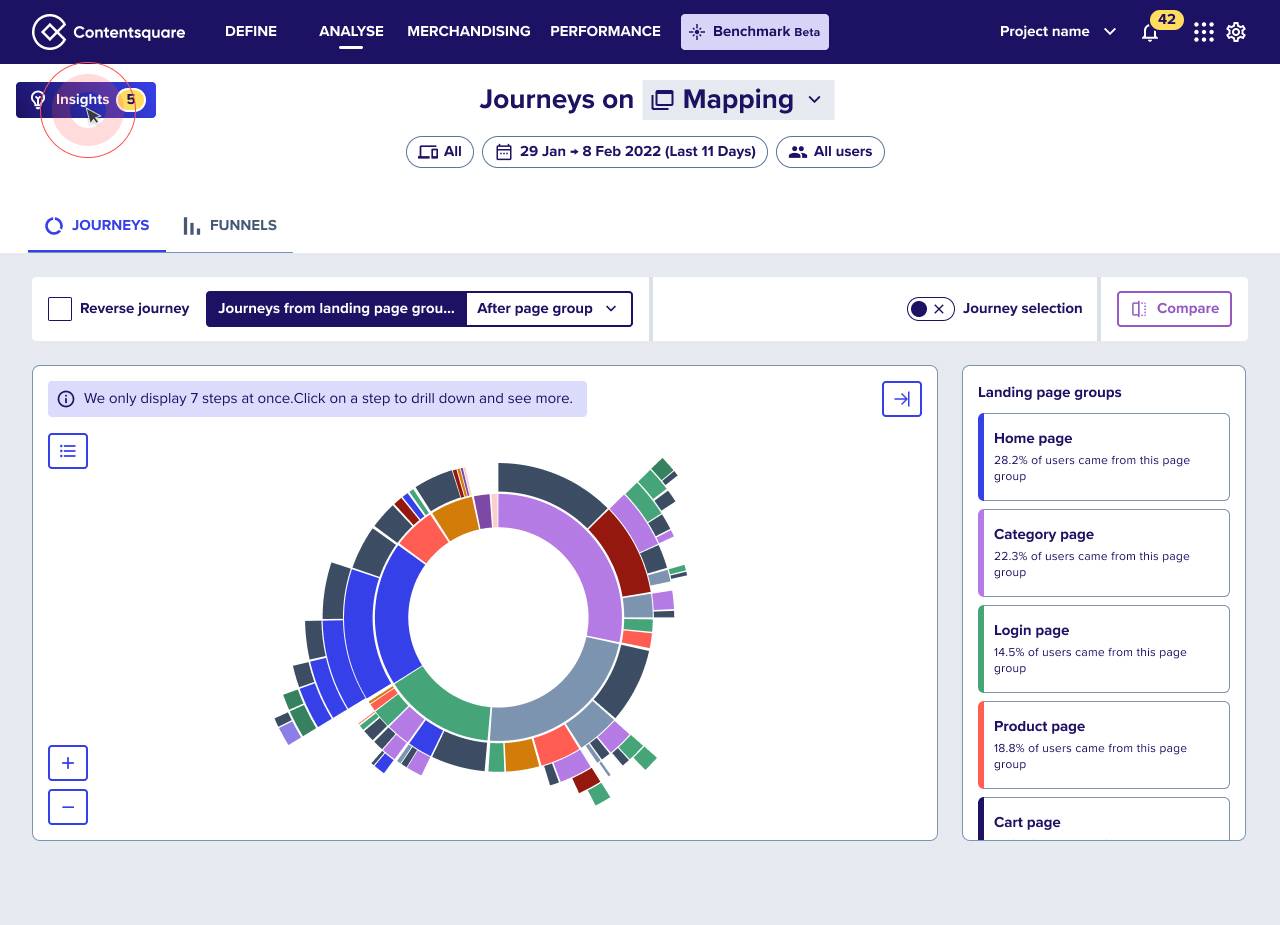 Contentsquare
DEFINE
ANALYSE
MERCHANDISING
PERFORMANCE
Benchmark Beta
Project name
42
Insights
5
Journeys on Mapping
All
29 Jan → 8 Feb 2022 (Last 11 Days)
All users
JOURNEYS
FUNNELS
Reverse journey
Journeys from landing page grou...
After page group
Journey selection
Compare
We only display 7 steps at once.Click on a step to drill down and see more.
Landing page groups
Home page
28.2% of users came from this page
group
Category page
22.3% of users came from this page
group
Login page
14.5% of users came from this page
group
Product page
18.8% of users came from this page
group
Cart page